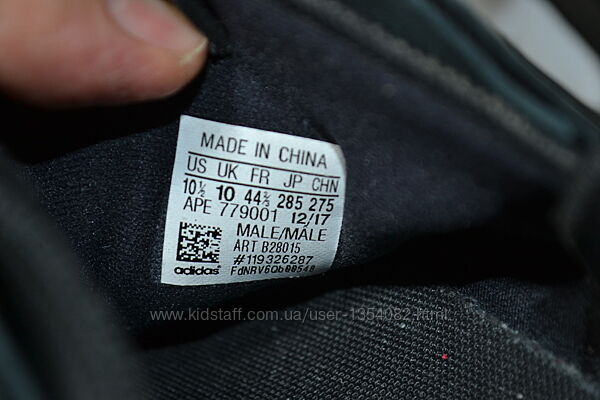 MADE IN CHINA
US UK FR JP CHN
10½ 10 44⅔ 285 275
APE 779001 12/17
MALE/MALE
ART B28015
#119326287
adidas FdNRV6Qb00548
www.kidstaff.com.ua/user-1354082.html